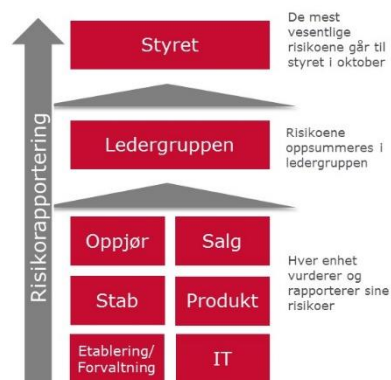 Risikorapportering
Styret
De mest
vesentlige
risikoene går til
styret i oktober
Ledergruppen
Risikoene
oppsummeres i
ledergruppen
Oppjør
Salg
Stab
Produkt
Etablering/
Forvaltning
IT
Hver enhet
vurderer og
rapporterer sine
risikoer